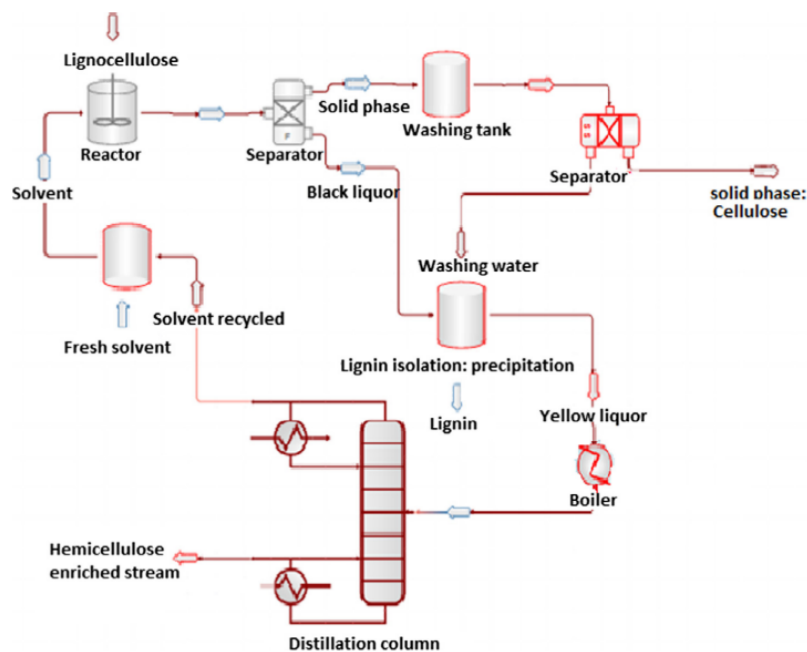 Lignocellulose
Solid phase
Washing tank
Reactor
F
Separator
S S
Separator
solid phase:
Cellulose
Solvent
Black liquor
Washing water
Fresh solvent
Solvent recycled
Lignin isolation: precipitation
Lignin
Yellow liquor
Boiler
Hemicellulose
enriched stream
Distillation column